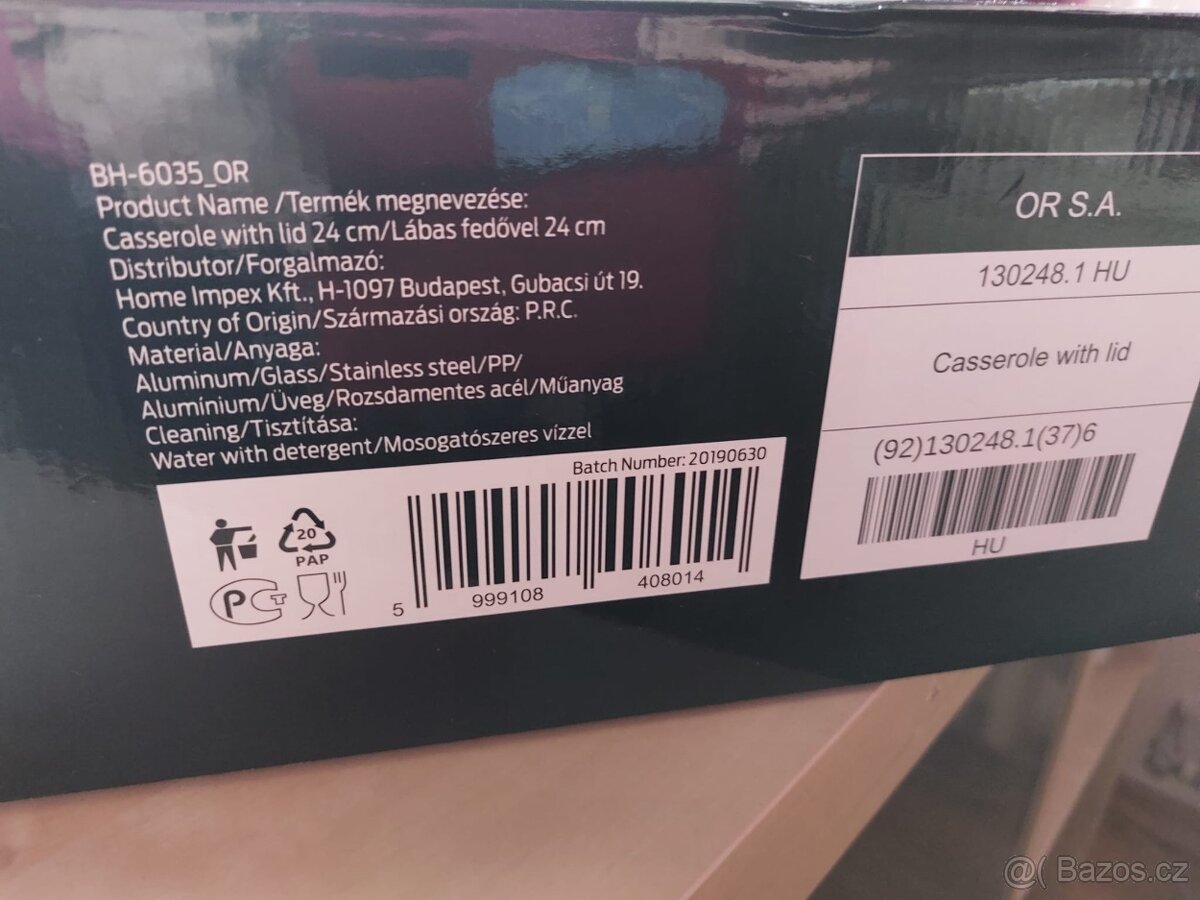 BH-6035_OR
Product Name /Termék megnevezése:
Casserole with lid 24 cm/Lábas fedővel 24 cm
Distributor/Forgalmazó:
Home Impex Kft., H-1097 Budapest, Gubacsi út 19.
Country of Origin/Származási ország: P.R.C.
Material/Anyaga:
Aluminum/Glass/Stainless steel/PP/
Alumínium/Üveg/Rozsdamentes acél/Műanyag
Cleaning/Tisztítása:
Water with detergent/Mosogatószeres vízzel
Batch Number: 20190630
20
PAP
РСТ
5 999108 408014
OR S.A.
130248.1 HU
Casserole with lid
(92)130248.1(37)6
HU
@( Bazos.cz